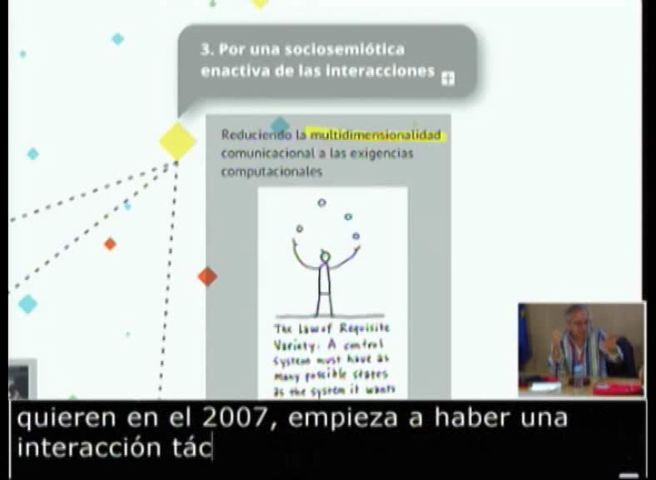 3. Por una sociosemiótica
enactiva de las interacciones
Reduciendo la multidimensionalidad
comunicacional a las exigencias
computacionales
The Law of Requisite
Variety: A control
system must have as
many possible states
as the system it wants
quieren en el 2007, empieza a haber una
interacción tác